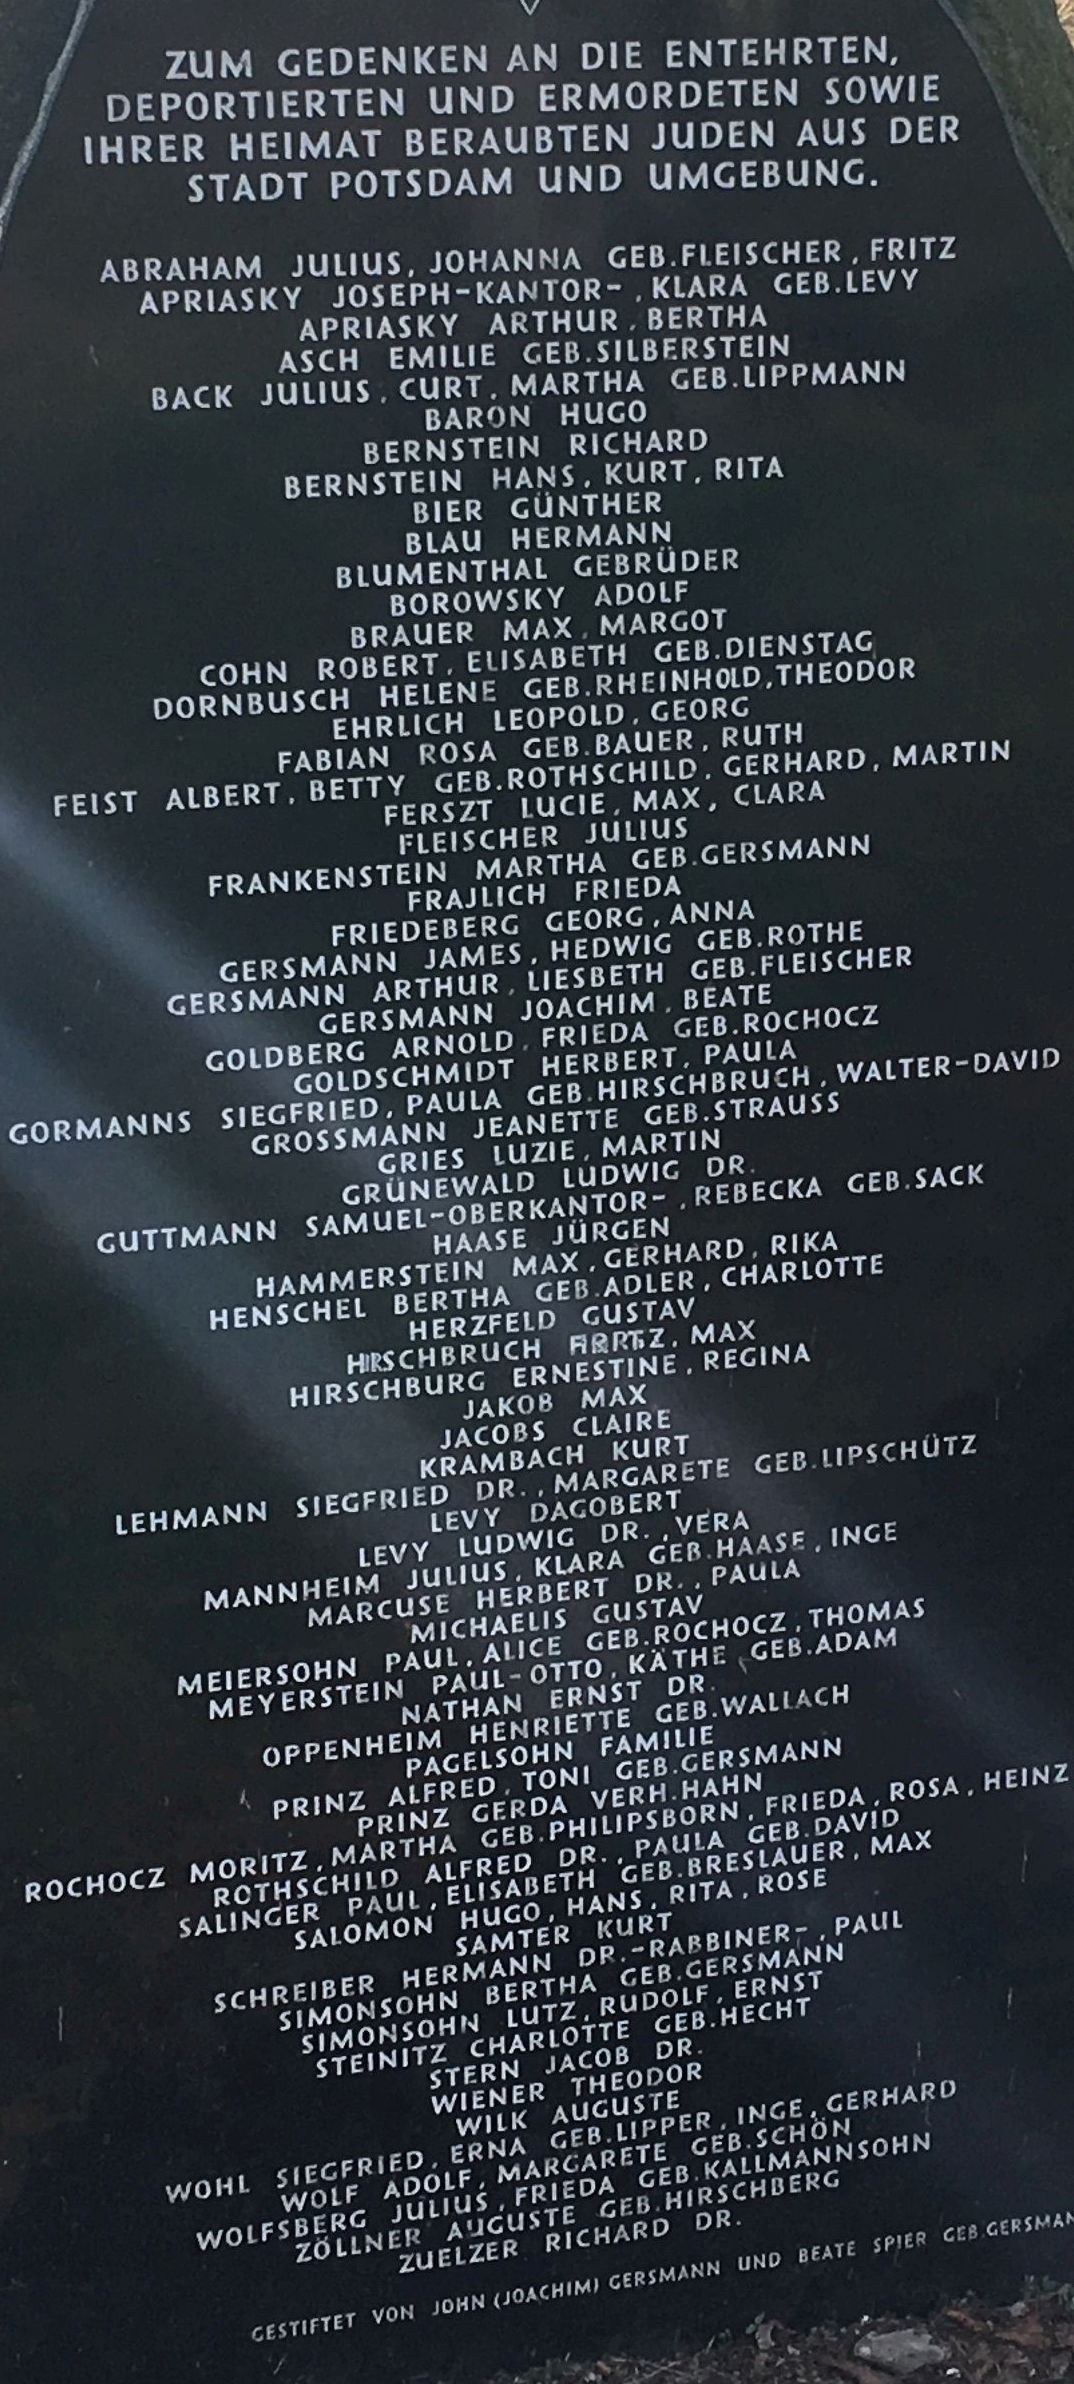 ZUM GEDENKEN AN DIE ENTEHRTEN,
DEPORTIERTEN UND ERMORDETEN SOWIE
IHRER HEIMAT BERAUBTEN JUDEN AUS DER
STADT POTSDAM UND UMGEBUNG.
ABRAHAM JULIUS, JOHANNA GEB.FLEISCHER, FRITZ
APRIASKY JOSEPH-KANTOR-, KLARA GEB.LEVY
APRIASKY ARTHUR, BERTHA
ASCH EMILIE GEB.SILBERSTEIN
BACK JULIUS, CURT, MARTHA GEB.LIPPMANN
BARON HUGO
BERNSTEIN RICHARD
BERNSTEIN HANS, KURT, RITA
BIER GÜNTHER
BLAU HERMANN
BLUMENTHAL GEBRÜDER
BOROWSKY ADOLF
BRAUER MAX, MARGOT
COHN ROBERT, ELISABETH GEB.DIENSTAG
DORNBUSCH HELENE GEB.RHEINHOLD, THEODOR
EHRLICH LEOPOLD, GEORG
FABIAN ROSA GEB.BAUER, RUTH
FEIST ALBERT, BETTY GEB.ROTHSCHILD, GERHARD, MARTIN
FERSZT LUCIE, MAX, CLARA
FLEISCHER JULIUS
FRANKENSTEIN MARTHA GEB.GERSMANN
FRAJLICH FRIEDA
FRIEDEBERG GEORG, ANNA
GERSMANN JAMES, HEDWIG GEB.ROTHE
GERSMANN ARTHUR, LIESBETH GEB.FLEISCHER
GERSMANN JOACHIM, BEATE
GOLDBERG ARNOLD, FRIEDA GEB.ROCHOCZ
GOLDSCHMIDT HERBERT, PAULA
GORMANNS SIEGFRIED, PAULA GEB.HIRSCHBRUCH, WALTER-DAVID
GROSSMANN JEANETTE GEB.STRAUSS
GRIES LUZIE, MARTIN
GRÜNEWALD LUDWIG DR.
GUTTMANN SAMUEL-OBERKANTOR-, REBECKA GEB.SACK
HAASE JÜRGEN
HAMMERSTEIN MAX, GERHARD, RIKA
HENSCHEL BERTHA GEB.ADLER, CHARLOTTE
HERZFELD GUSTAV
HIRSCHBRUCH MAX
HIRSCHBURG ERNESTINE, REGINA
JAKOB MAX
JACOBS CLAIRE
KRAMBACH KURT
LEHMANN SIEGFRIED DR., MARGARETE GEB.LIPSCHÜTZ
LEVY DAGOBERT
LEVY LUDWIG DR., VERA
MANNHEIM JULIUS, KLARA GEB.HAASE, INGE
MARCUSE HERBERT DR., PAULA
MICHAELIS GUSTAV
MEIERSOHN PAUL, ALICE GEB.ROCHOCZ, THOMAS
MEYERSTEIN PAUL-OTTO, KÄTHE GEB.ADAM
NATHAN ERNST DR.
OPPENHEIM HENRIETTE GEB.WALLACH
PAGELSOHN FAMILIE
PRINZ ALFRED, TONI GEB.GERSMANN
PRINZ GERDA VERH.HAHN
ROCHOCZ MORITZ, MARTHA GEB.PHILIPSBORN, FRIEDA, ROSA, HEINZ
ROTHSCHILD ALFRED DR., PAULA GEB.DAVID
SALINGER PAUL, ELISABETH GEB.BRESLAUER, MAX
SALOMON HUGO, HANS, RITA, ROSE
SAMTER KURT
SCHREIBER HERMANN DR.-RABBINER-, PAUL
SIMONSOHN BERTHA GEB.GERSMANN
SIMONSOHN LUTZ, RUDOLF, ERNST
STEINITZ CHARLOTTE GEB.HECHT
STERN JACOB DR.
WIENER THEODOR
WILK AUGUSTE
WOHL SIEGFRIED, ERNA GEB.LIPPER, INGE, GERHARD
WOLF ADOLF, MARGARETE GEB.SCHÖN
WOLFSBERG JULIUS, FRIEDA GEB.KALLMANNSOHN
ZÖLLNER AUGUSTE GEB.HIRSCHBERG
ZUELZER RICHARD DR.
GESTIFTET VON JOHN (JOACHIM) GERSMANN UND BEATE SPIER GEB.GERSMAN